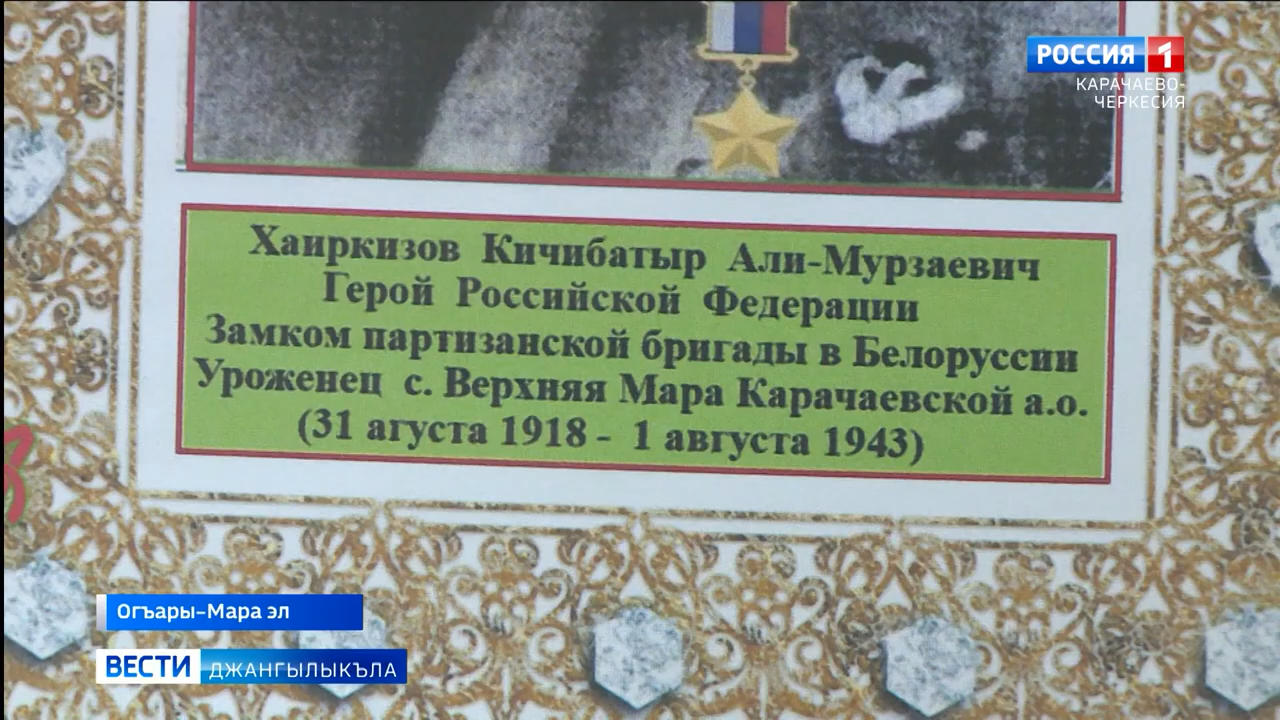 РОССИЯ 1
КАРАЧАЕВО-
ЧЕРКЕСИЯ
Хаиркизов Кичибатыр Али-Мурзаевич
Герой Российской Федерации
Замком партизанской бригады в Белоруссии
Уроженец с. Верхняя Мара Карачаевской а.о.
(31 агуста 1918 - 1 августа 1943)
Огъары-Мара эл
ВЕСТИ ДЖАНГЫЛЫКЪЛА